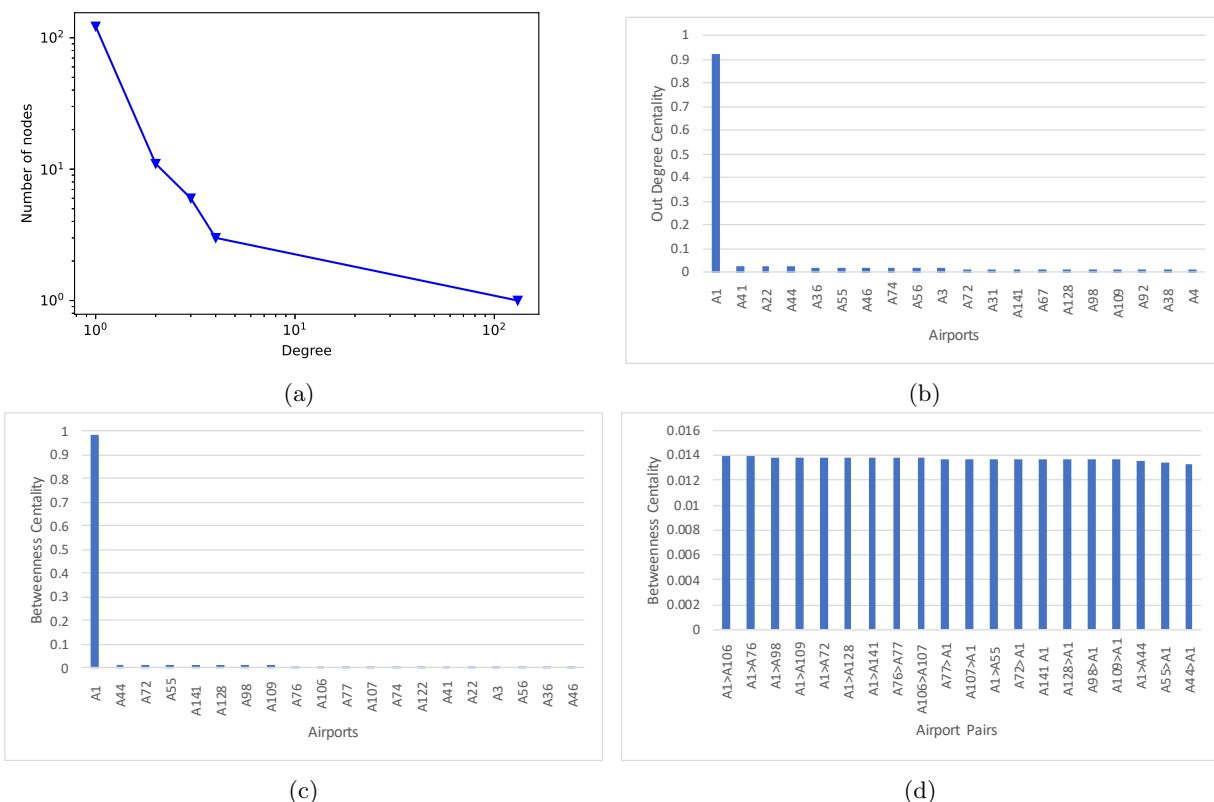 10²
10¹
10⁰
Number of nodes
10⁰ 10¹ 10²
Degree
(a)
1
0.9
0.8
0.7
0.6
0.5
0.4
0.3
0.2
0.1
0
Out Degree Centality
A1 A41 A22 A44 A36 A55 A46 A74 A56 A3 A72 A31 A141 A67 A128 A98 A109 A92 A38 A4
Airports
(b)
1
0.9
0.8
0.7
0.6
0.5
0.4
0.3
0.2
0.1
0
Betweenness Centality
A1 A44 A72 A55 A141 A128 A98 A109 A76 A106 A77 A107 A74 A122 A41 A22 A3 A56 A36 A46
Airports
(c)
0.016
0.014
0.012
0.01
0.008
0.006
0.004
0.002
0
Betweenness Centality
A1>A106 A1>A76 A1>A98 A1>A109 A1>A72 A1>A128 A1>A141 A76>A77 A106>A107 A77>A1 A107>A1 A1>A55 A72>A1 A141 A1 A128>A1 A98>A1 A109>A1 A1>A44 A55>A1 A44>A1
Airport Pairs
(d)